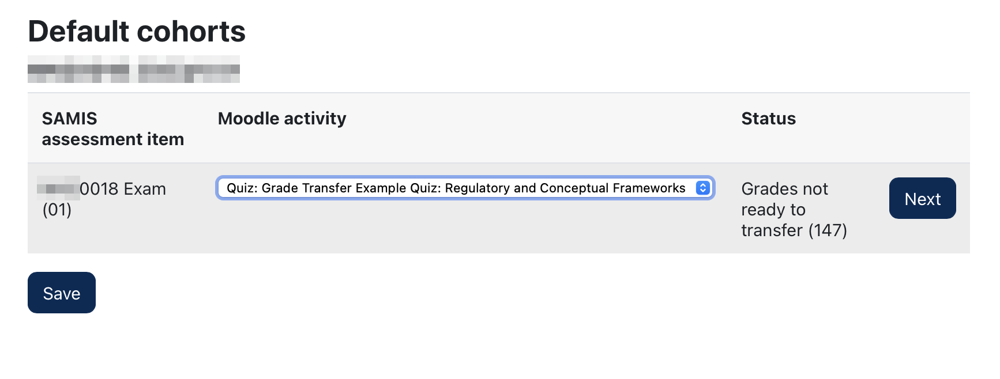 Default cohorts
SAMIS
assessment item
Moodle activity
Status
0018 Exam
(01)
Quiz: Grade Transfer Example Quiz: Regulatory and Conceptual Frameworks
Grades not
ready to
transfer (147)
Next
Save